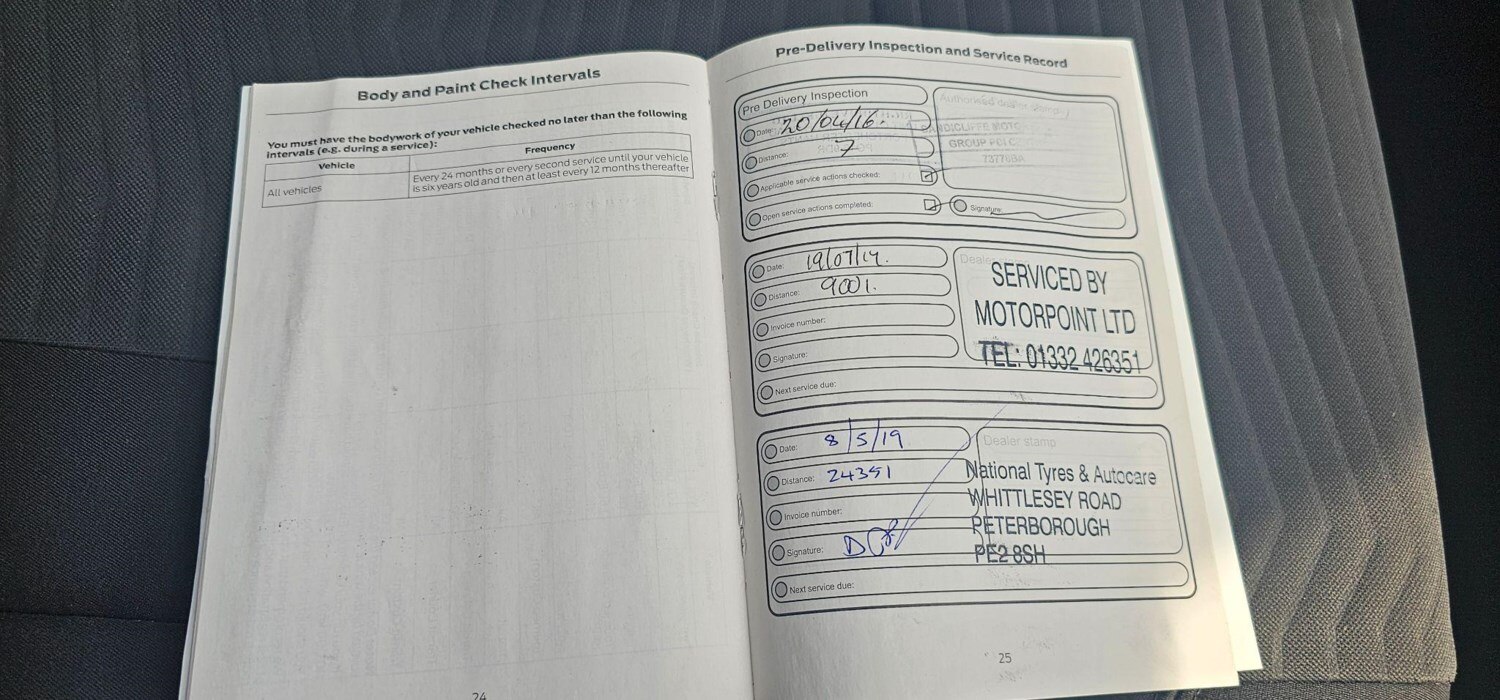 Body and Paint Check Intervals
You must have the bodywork of your vehicle checked no later than the following
intervals (e.g. during a service):
Vehicle
Frequency
All vehicles
Every 24 months or every second service until your vehicle
is six years old and then at least every 12 months thereafter
24
Pre-Delivery Inspection and Service Record
Pre Delivery Inspection
Date: 20/04/16.
Distance: 7
Applicable service actions checked:
Open service actions completed:
GROUP
Signature:
Date: 19/07/17.
Distance: 9001.
Invoice number:
Signature:
Next service due:
Dealer
SERVICED BY
MOTORPOINT LTD
TEL: 01332 426351
Date: 8/5/19
Distance: 24351
Invoice number:
Signature:
Next service due:
Dealer stamp
National Tyres & Autocare
WHITTLESEY ROAD
PETERBOROUGH
PE2 8SH
25